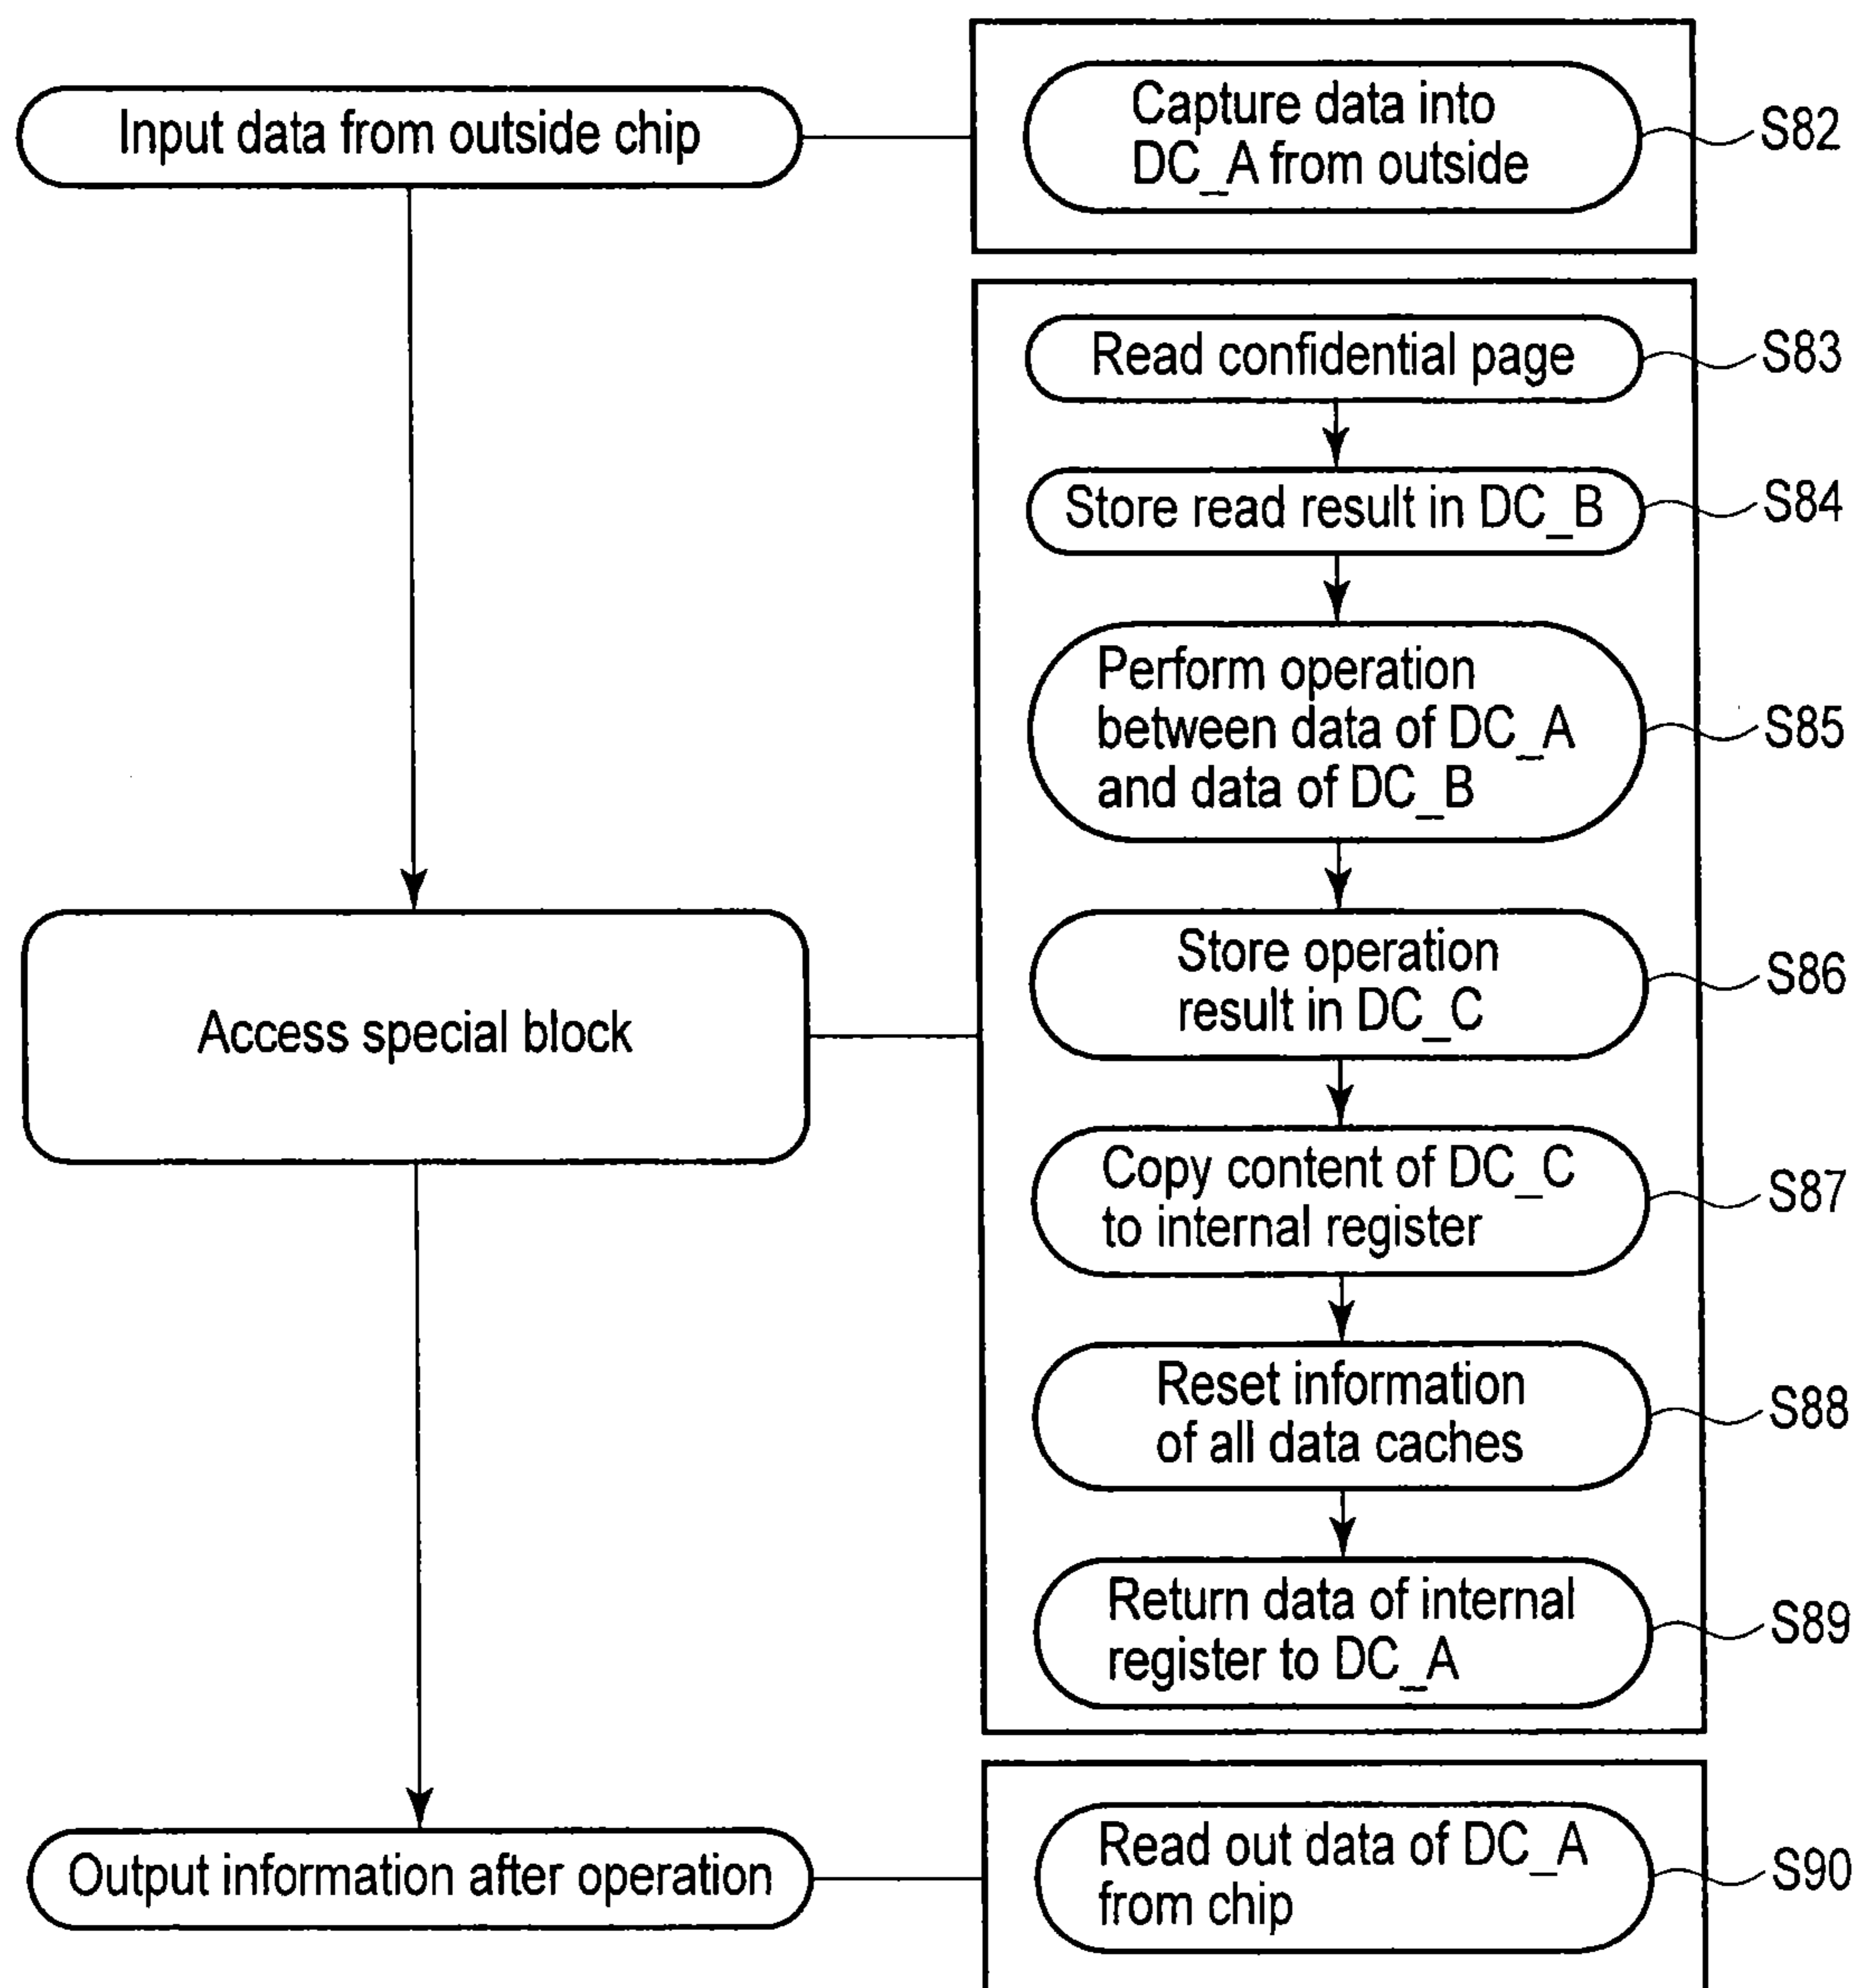 Input data from outside chip
Capture data into
DC_A from outside
S82
Read confidential page
S83
Store read result in DC_B
S84
Perform operation
between data of DC_A
and data of DC_B
S85
Access special block
Store operation
result in DC_C
S86
Copy content of DC_C
to internal register
S87
Reset information
of all data caches
S88
Return data of internal
register to DC_A
S89
Output information after operation
Read out data of DC_A
from chip
S90